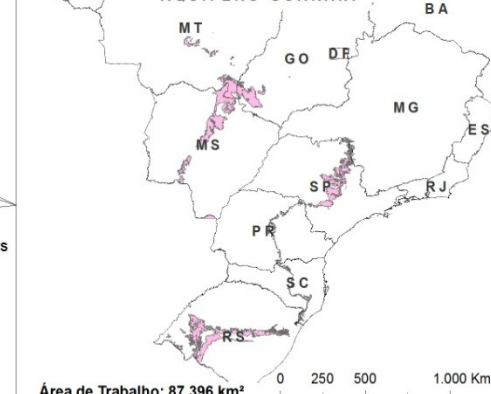 BA
MT
GO
DF
MG
ES
MS
SP
RJ
PR
s
SC
RS
0 250 500 1.000 Km
Área de Trabalho: 87.396 km²